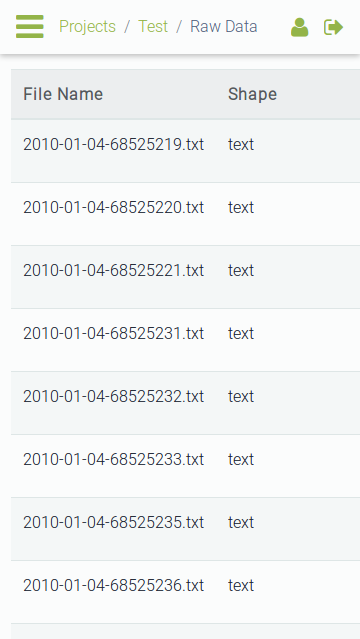 Projects / Test / Raw Data
File Name Shape
2010-01-04-68525219.txt text
2010-01-04-68525220.txt text
2010-01-04-68525221.txt text
2010-01-04-68525231.txt text
2010-01-04-68525232.txt text
2010-01-04-68525233.txt text
2010-01-04-68525235.txt text
2010-01-04-68525236.txt text